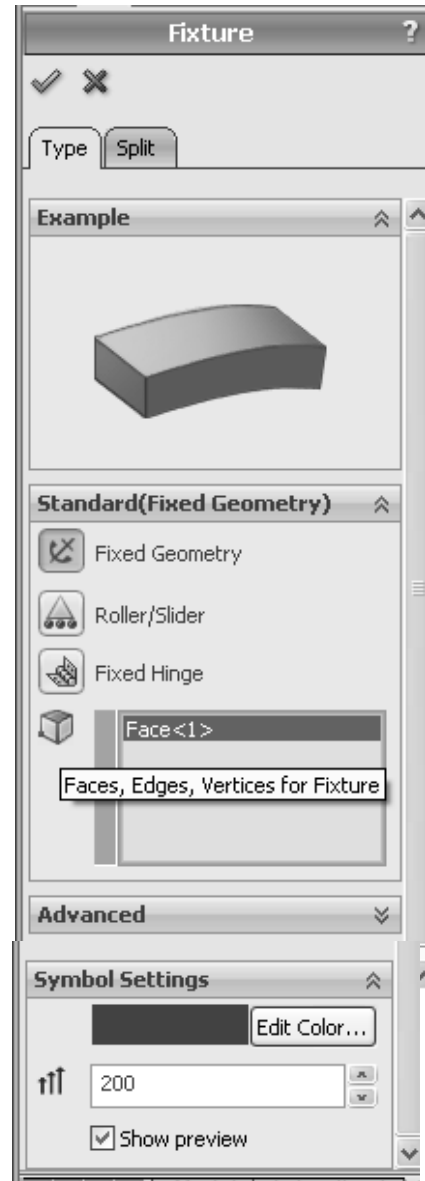 Fixture ?
Type Split
Example
Standard(Fixed Geometry)
Fixed Geometry
Roller/Slider
Fixed Hinge
Face<1>
Faces, Edges, Vertices for Fixture
Advanced
Symbol Settings
Edit Color...
200
Show preview